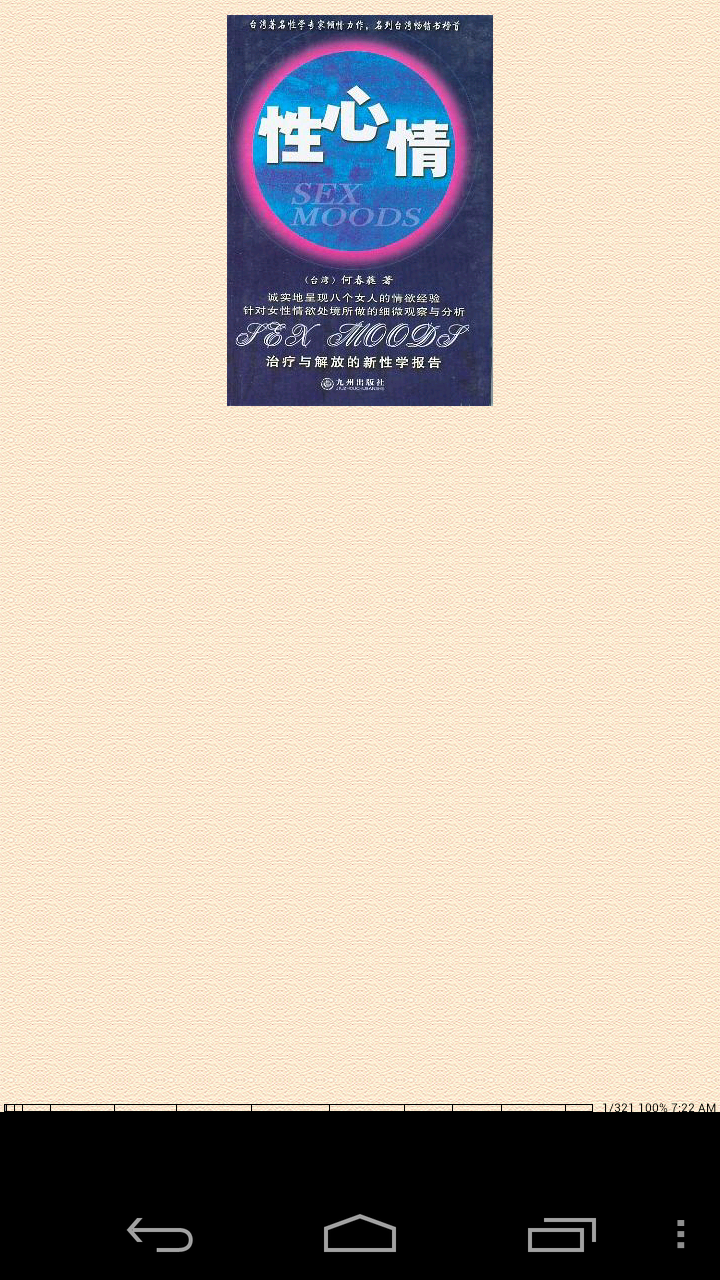 台湾著名性学专家倾情力作，名列台湾畅销书榜首
性心情
SEX
MOODS
（台湾）何春蕤 著
诚实地呈现八个女人的情欲经验
针对女性情欲处境所做的细微观察与分析
SEX MOODS
治疗与解放的新性学报告
九州出版社
JIUZHOUCHUBANSHE
1/321 100% 7:22 AM